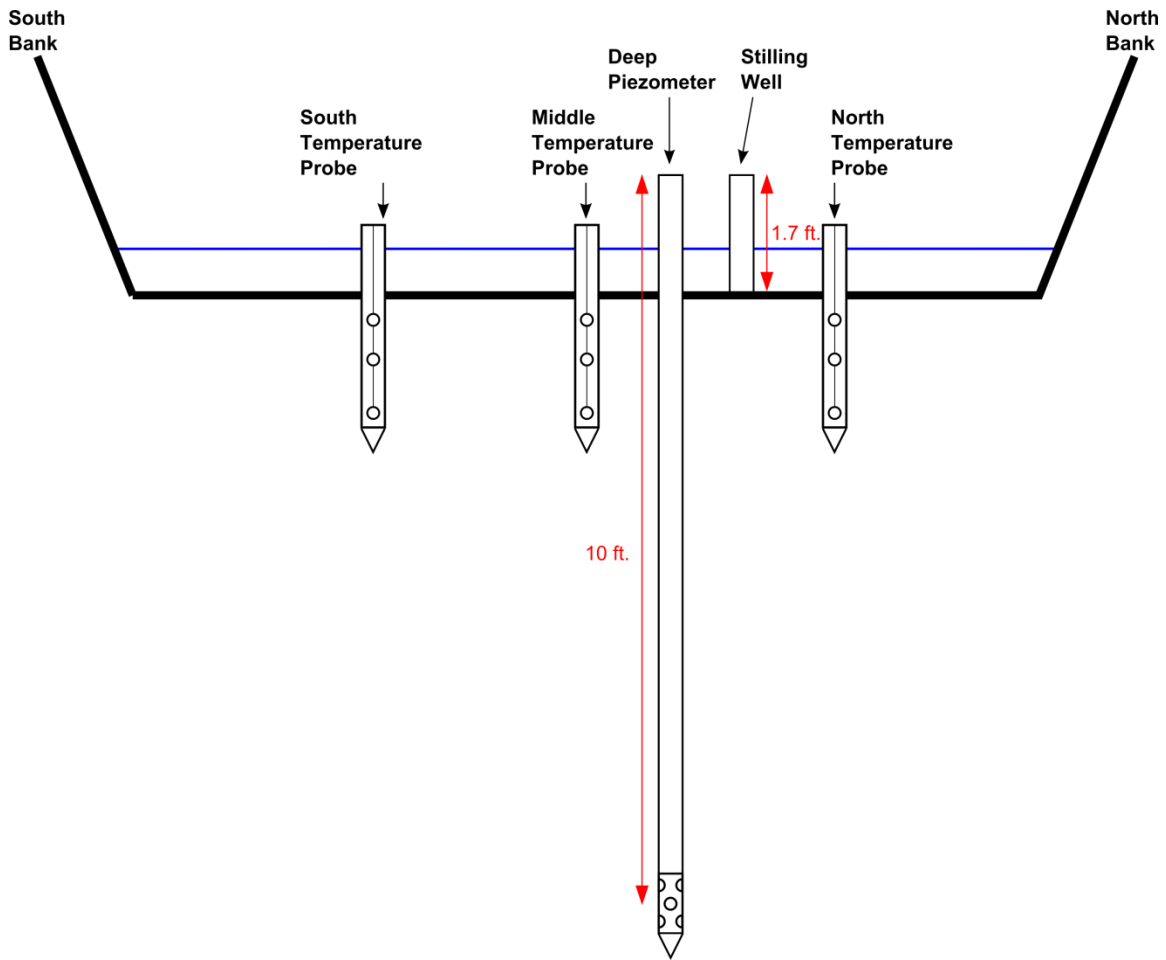 South
Bank
North
Bank
Deep
Piezometer
Stilling
Well
South
Temperature
Probe
Middle
Temperature
Probe
North
Temperature
Probe
1.7 ft.
10 ft.